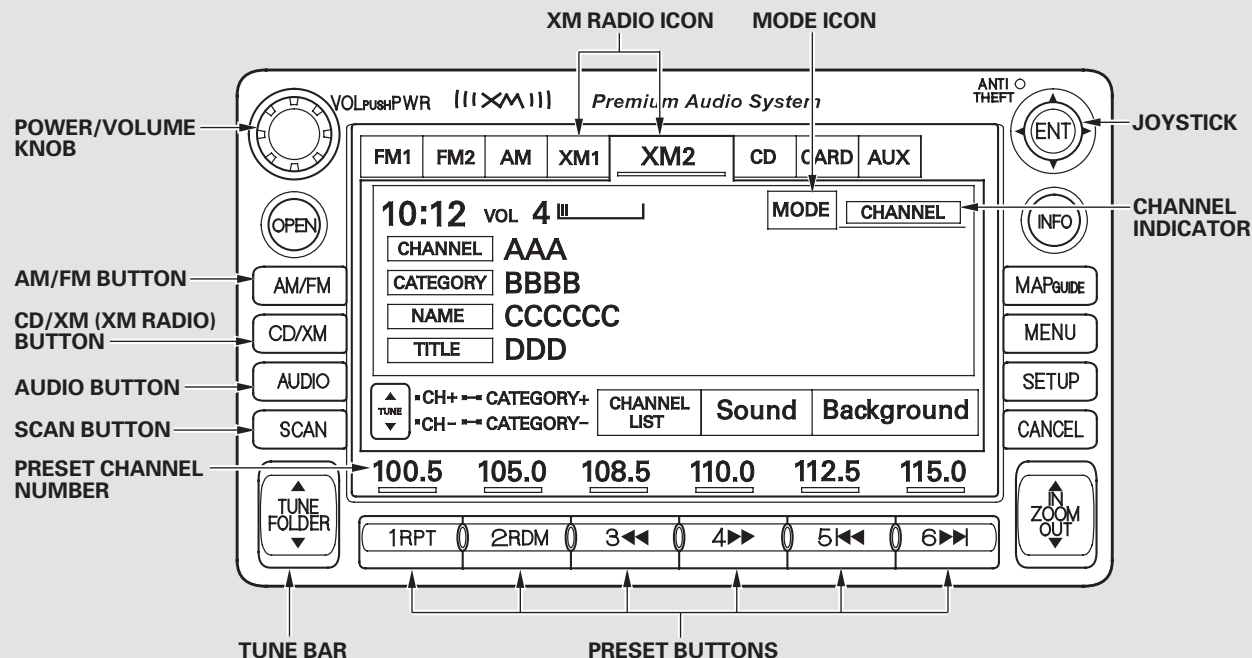 XM RADIO ICON
MODE ICON
VOL PUSH PWR
XM
Premium Audio System
ANTI THEFT
POWER/VOLUME KNOB
ENT
JOYSTICK
FM1 FM2 AM XM1 XM2 CD CARD AUX
10:12 VOL 4
MODE
CHANNEL
OPEN
INFO
CHANNEL INDICATOR
CHANNEL AAA
CATEGORY BBBB
NAME CCCCCC
TITLE DDD
AM/FM BUTTON
AM/FM
MAP GUIDE
CD/XM (XM RADIO) BUTTON
CD/XM
MENU
AUDIO BUTTON
AUDIO
SETUP
TUNE
CH+ CATEGORY+
CH− CATEGORY−
CHANNEL LIST
Sound
Background
SCAN BUTTON
SCAN
CANCEL
PRESET CHANNEL NUMBER
100.5 105.0 108.5 110.0 112.5 115.0
TUNE FOLDER
IN ZOOM OUT
1RPT 2RDM 3 4 5 6
TUNE BAR
PRESET BUTTONS